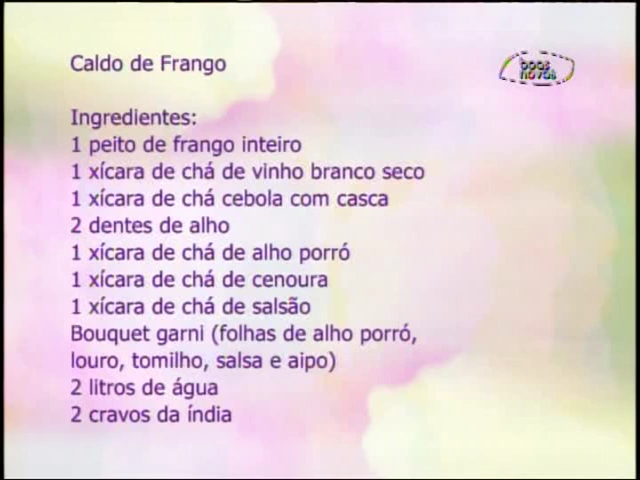 Caldo de Frango
boas
novas
Ingredientes:
1 peito de frango inteiro
1 xícara de chá de vinho branco seco
1 xícara de chá cebola com casca
2 dentes de alho
1 xícara de chá de alho porró
1 xícara de chá de cenoura
1 xícara de chá de salsão
Bouquet garni (folhas de alho porró,
louro, tomilho, salsa e aipo)
2 litros de água
2 cravos da índia